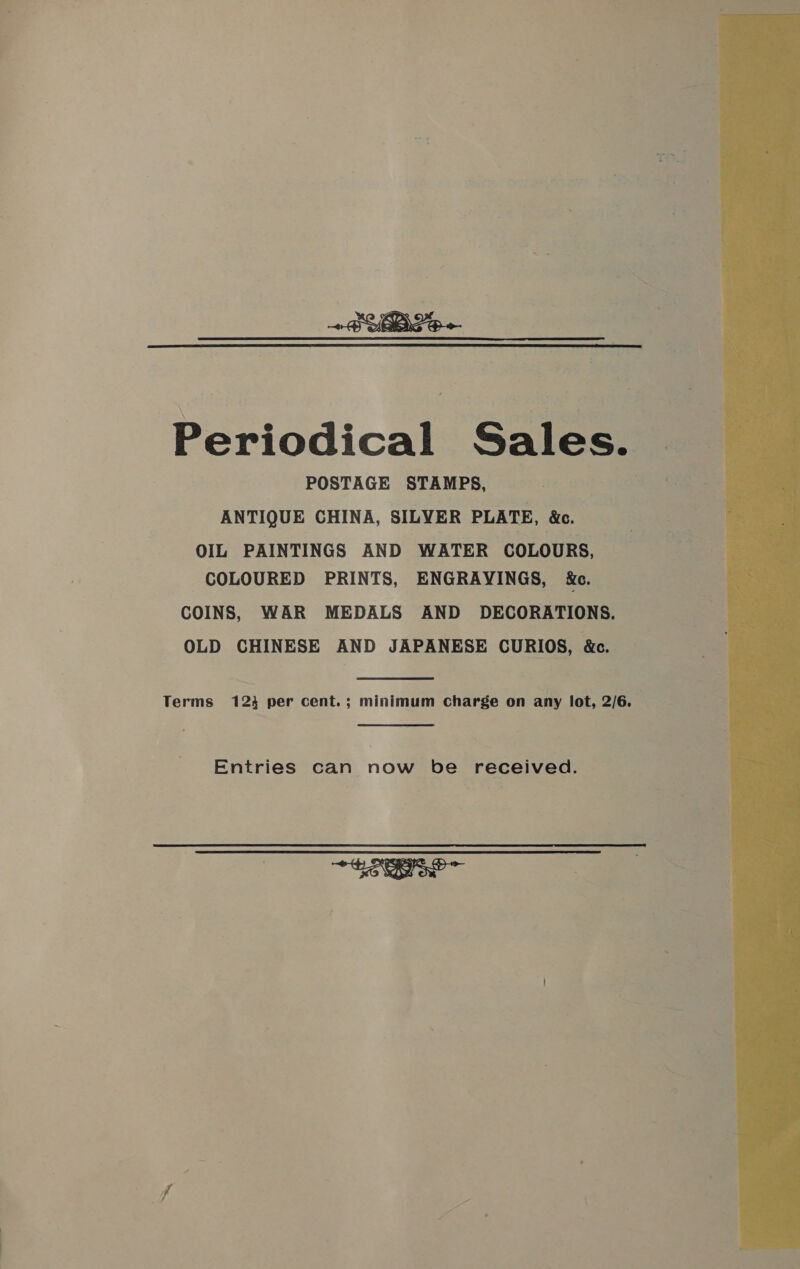 Periodical Sales.
POSTAGE STAMPS,
ANTIQUE CHINA, SILVER PLATE, &c.
OIL PAINTINGS AND WATER COLOURS,
COLOURED PRINTS, ENGRAVINGS, &c.
COINS, WAR MEDALS AND DECORATIONS.
OLD CHINESE AND JAPANESE CURIOS, &c.
Terms 12½ per cent.; minimum charge on any lot, 2/6.
Entries can now be received.